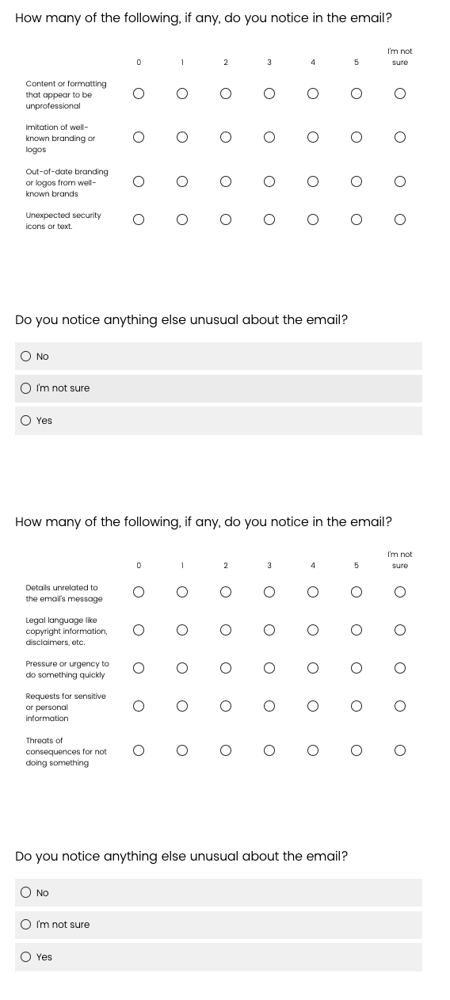 How many of the following, if any, do you notice in the email?
0 1 2 3 4 5 I'm not sure
Content or formatting
that appear to be
unprofessional
Imitation of well-
known branding or
logos
Out-of-date branding
or logos from well-
known brands
Unexpected security
icons or text.
Do you notice anything else unusual about the email?
No
I'm not sure
Yes
How many of the following, if any, do you notice in the email?
0 1 2 3 4 5 I'm not sure
Details unrelated to
the email's message
Legal language like
copyright information,
disclaimers, etc.
Pressure or urgency to
do something quickly
Requests for sensitive
or personal
information
Threats of
consequences for not
doing something
Do you notice anything else unusual about the email?
No
I'm not sure
Yes